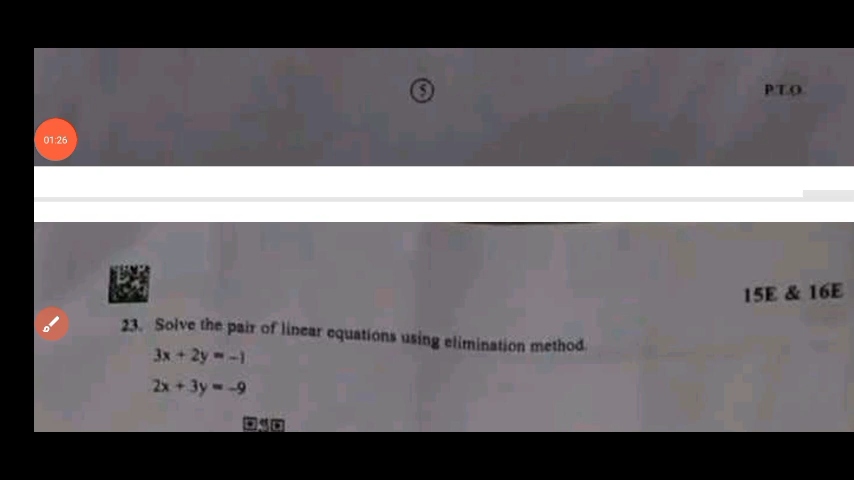 5
P.T.O.
01:26
15E & 16E
23. Solve the pair of linear equations using elimination method.
3x + 2y = –1
2x + 3y = –9